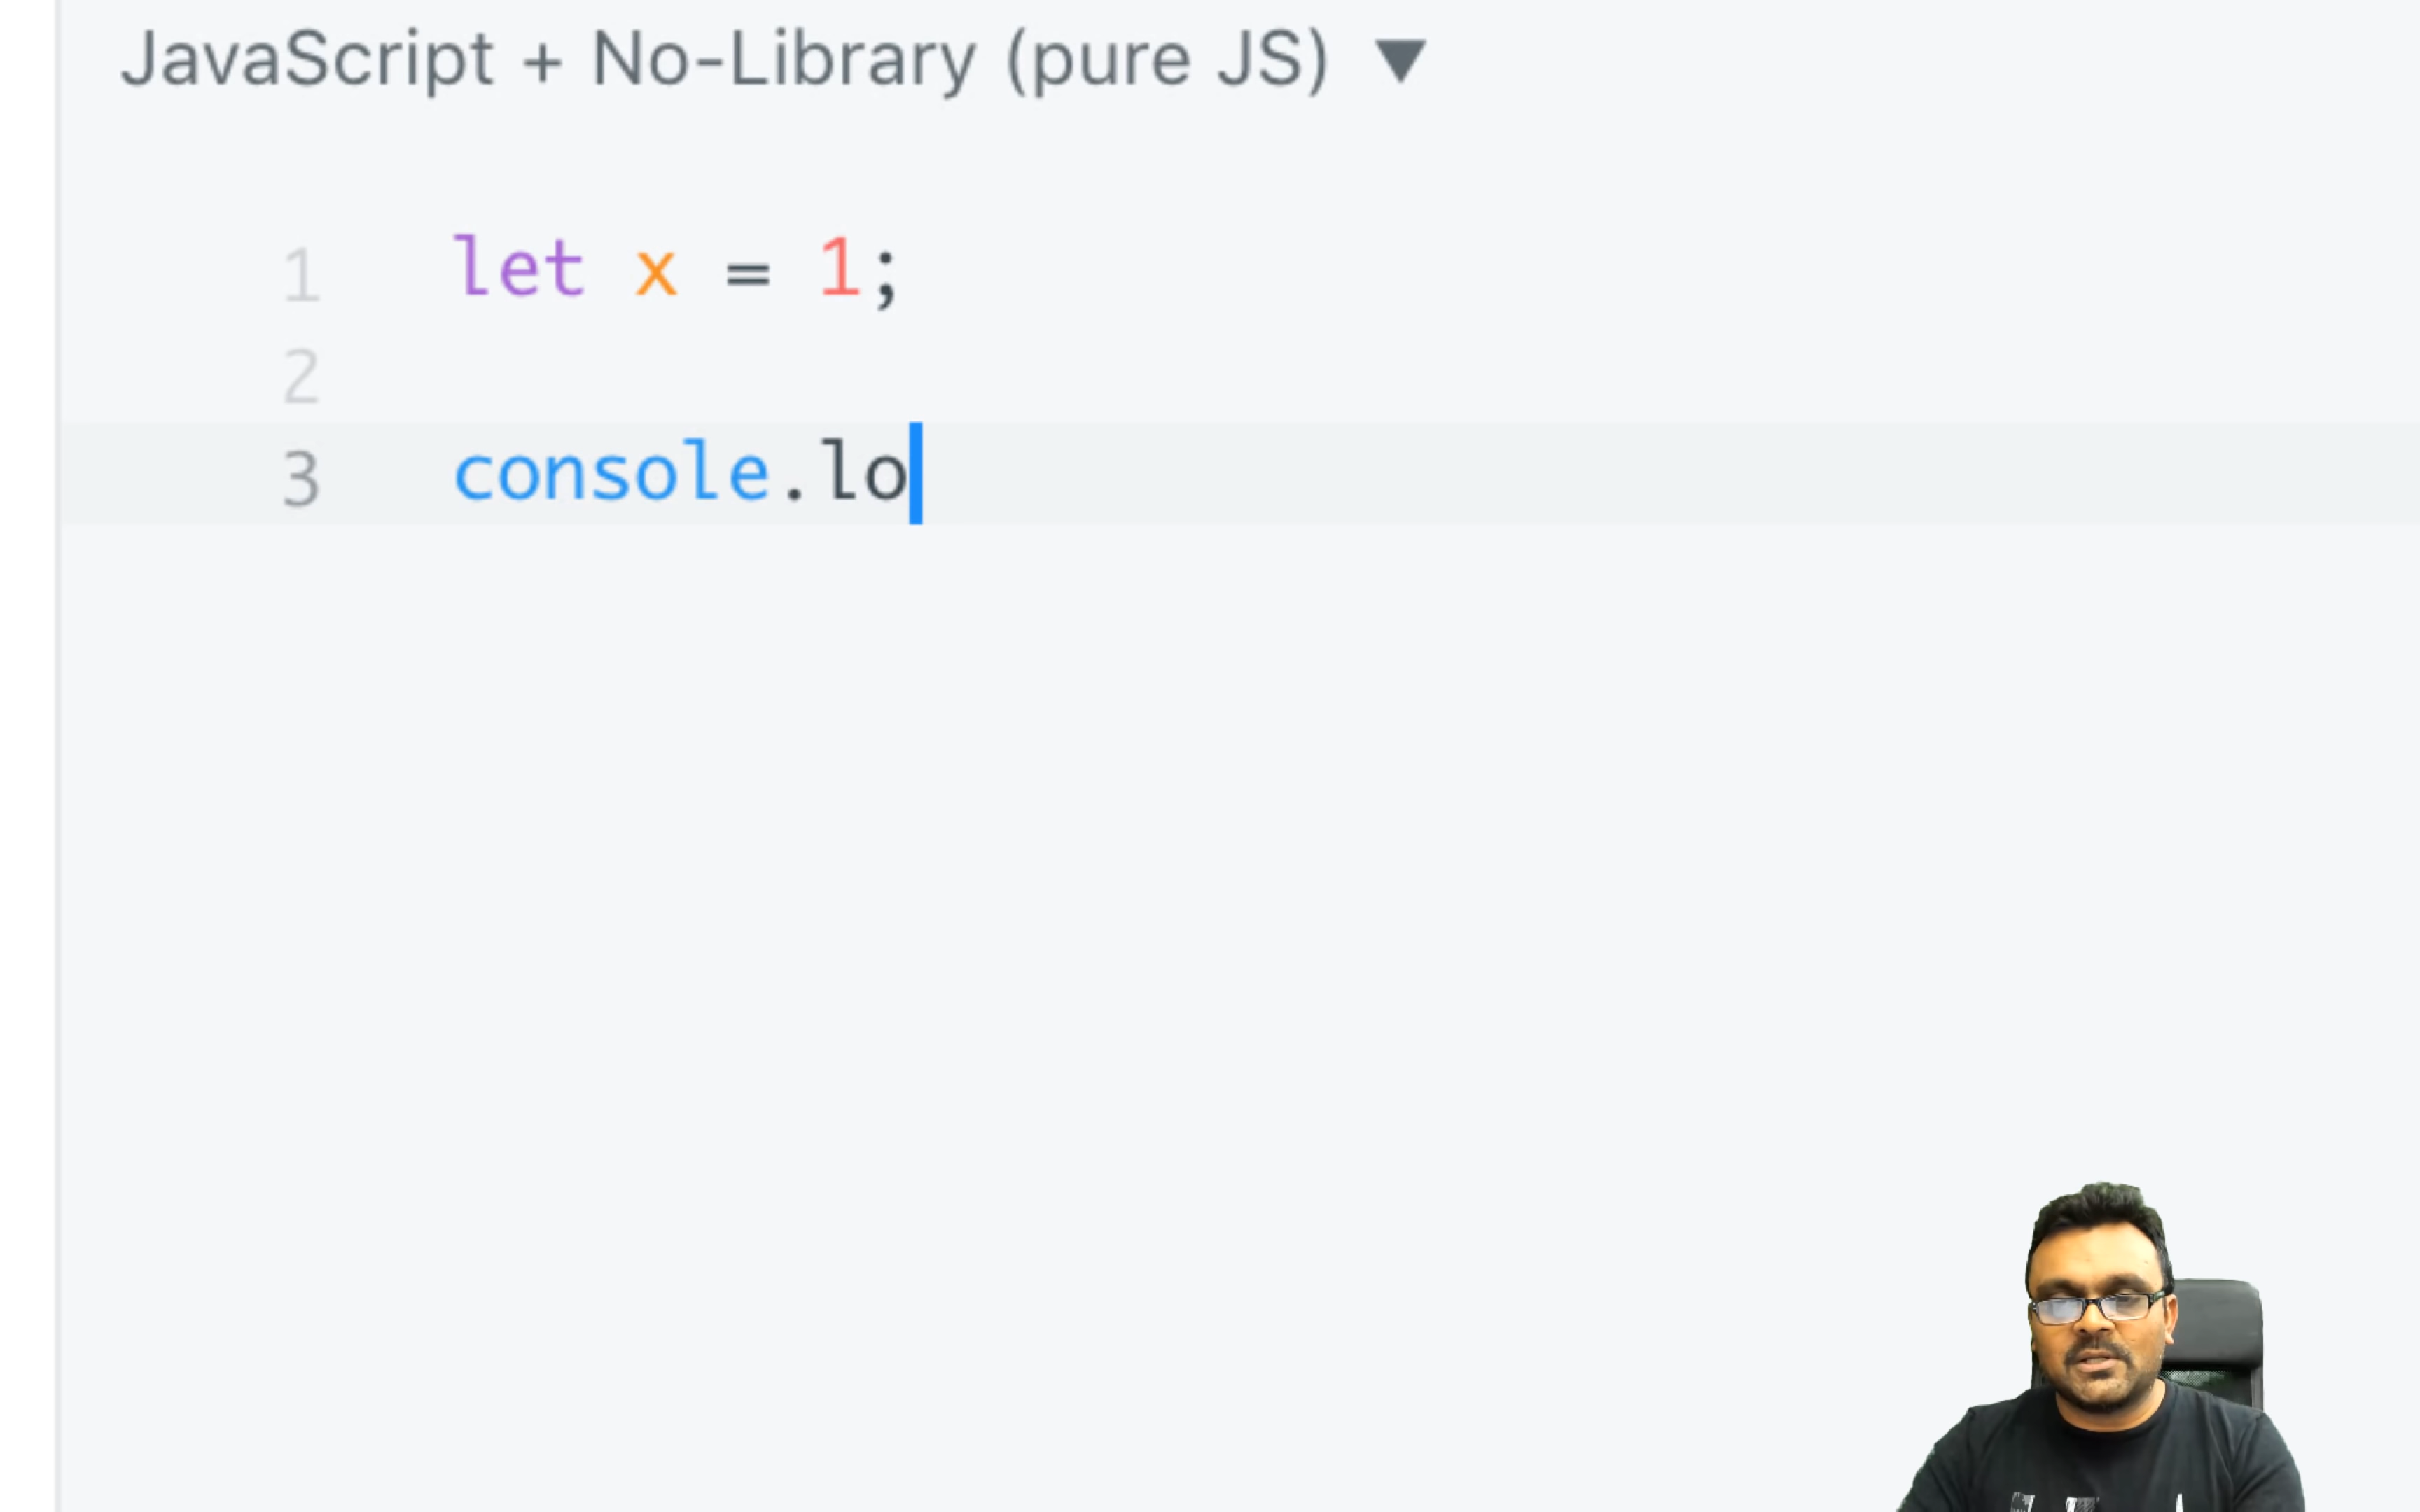 JavaScript + No-Library (pure JS) ▼
1 let x = 1;
2
3 console.lo